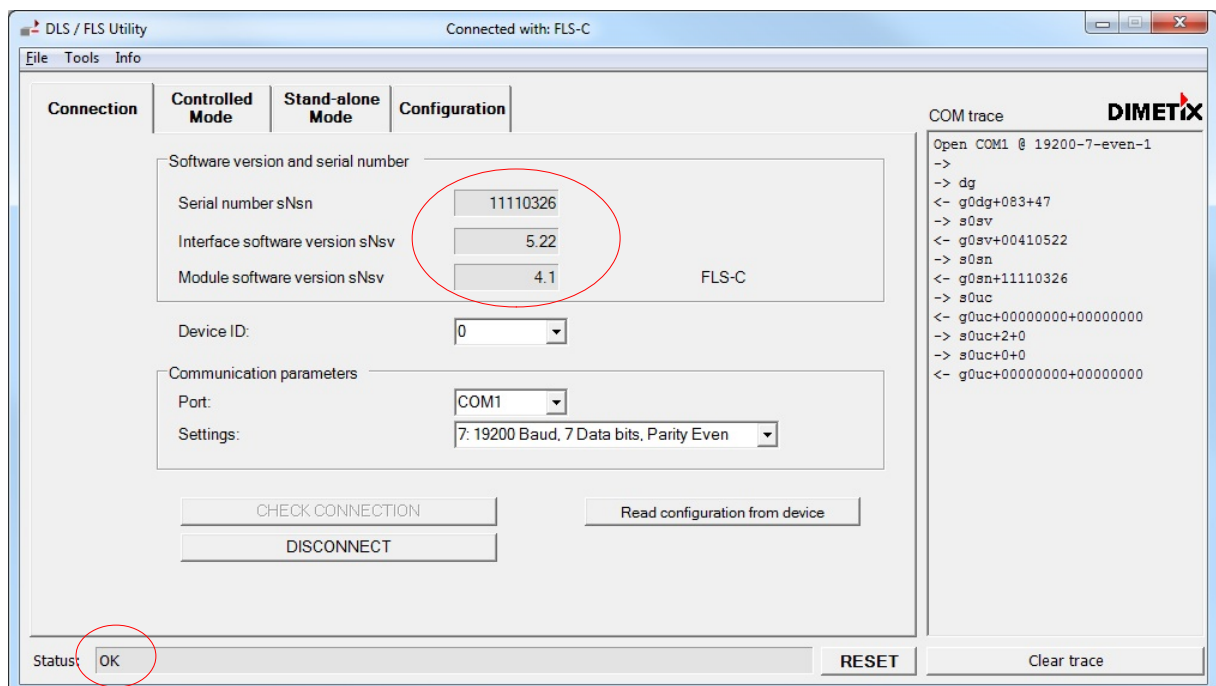 DLS / FLS Utility Connected with: FLS-C
File Tools Info
Connection Controlled Mode Stand-alone Mode Configuration
Software version and serial number
Serial number sNsn 11110326
Interface software version sNsv 5.22
Module software version sNsv 4.1 FLS-C
Device ID: 0
Communication parameters
Port: COM1
Settings: 7: 19200 Baud, 7 Data bits, Parity Even
CHECK CONNECTION Read configuration from device
DISCONNECT
COM trace DIMETIX
Open COM1 @ 19200-7-even-1
->
-> dg
<- g0dg+083+47
-> s0sv
<- g0sv+00410522
-> s0sn
<- g0sn+11110326
-> s0uc
<- g0uc+00000000+00000000
-> s0uc+2+0
-> s0uc+0+0
<- g0uc+00000000+00000000
Status: OK RESET Clear trace